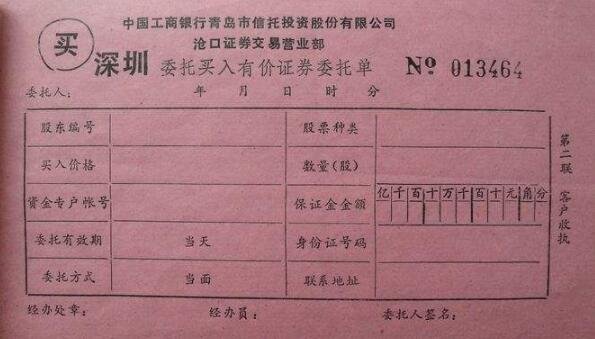 中国工商银行青岛市信托投资股份有限公司
沧口证券交易营业部
买
深圳 委托买入有价证券委托单 No 013464
委托人： 年 月 日 时 分
股东编号 股票种类
买入价格 数量(股)
资金专户帐号 保证金金额 亿千百十万千百十元角分
委托有效期 当天 身份证号码
委托方式 当面 联系地址
第二联 客户收执
经办处章： 经办员： 委托人签名：